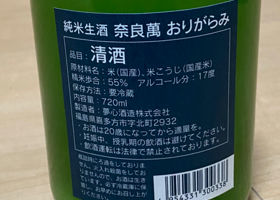 純米生酒 奈良萬 おりがらみ
品目：清酒
原材料名：米（国産）、米こうじ（国産米）
精米歩合：55％ アルコール分：17度
保存方法：要冷蔵
720ml
製造者：夢心酒造株式会社
福島県喜多方市字北町2932
・お酒は20歳になってから適量を。
・妊娠中、授乳期の飲酒は避けてください。
・飲酒運転は法律で禁止されております。